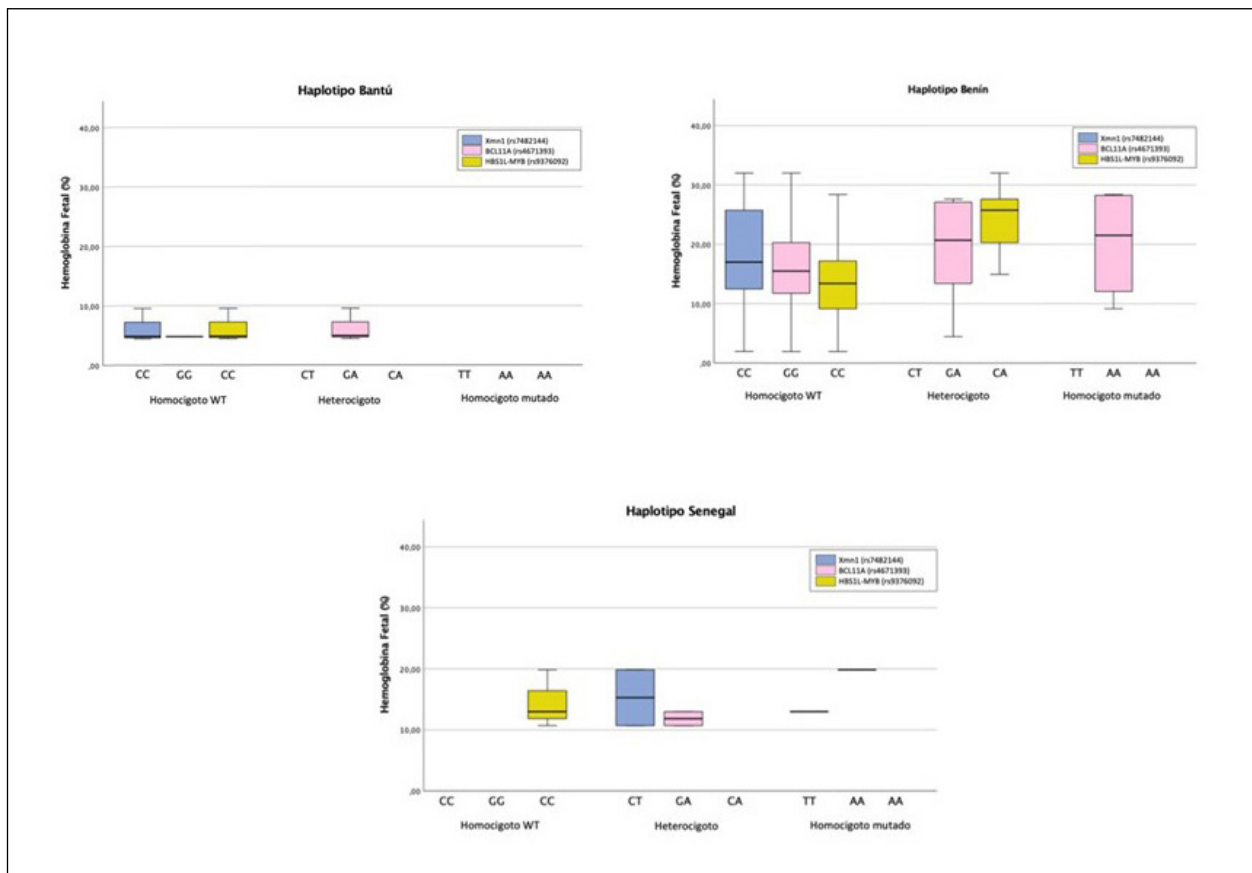 Haplotipo Bantú
Hemoglobina Fetal (%)
40,00
30,00
20,00
10,00
,00
Xmn1 (rs7482144)
BCL11A (rs4671393)
HBS1L-MYB (rs9376092)
CC GG CC CT GA CA TT AA AA
Homocigoto WT Heterocigoto Homocigoto mutado
Haplotipo Benín
Hemoglobina Fetal (%)
40,00
30,00
20,00
10,00
,00
Xmn1 (rs7482144)
BCL11A (rs4671393)
HBS1L-MYB (rs9376092)
CC GG CC CT GA CA TT AA AA
Homocigoto WT Heterocigoto Homocigoto mutado
Haplotipo Senegal
Hemoglobina Fetal (%)
40,00
30,00
20,00
10,00
,00
Xmn1 (rs7482144)
BCL11A (rs4671393)
HBS1L-MYB (rs9376092)
CC GG CC CT GA CA TT AA AA
Homocigoto WT Heterocigoto Homocigoto mutado